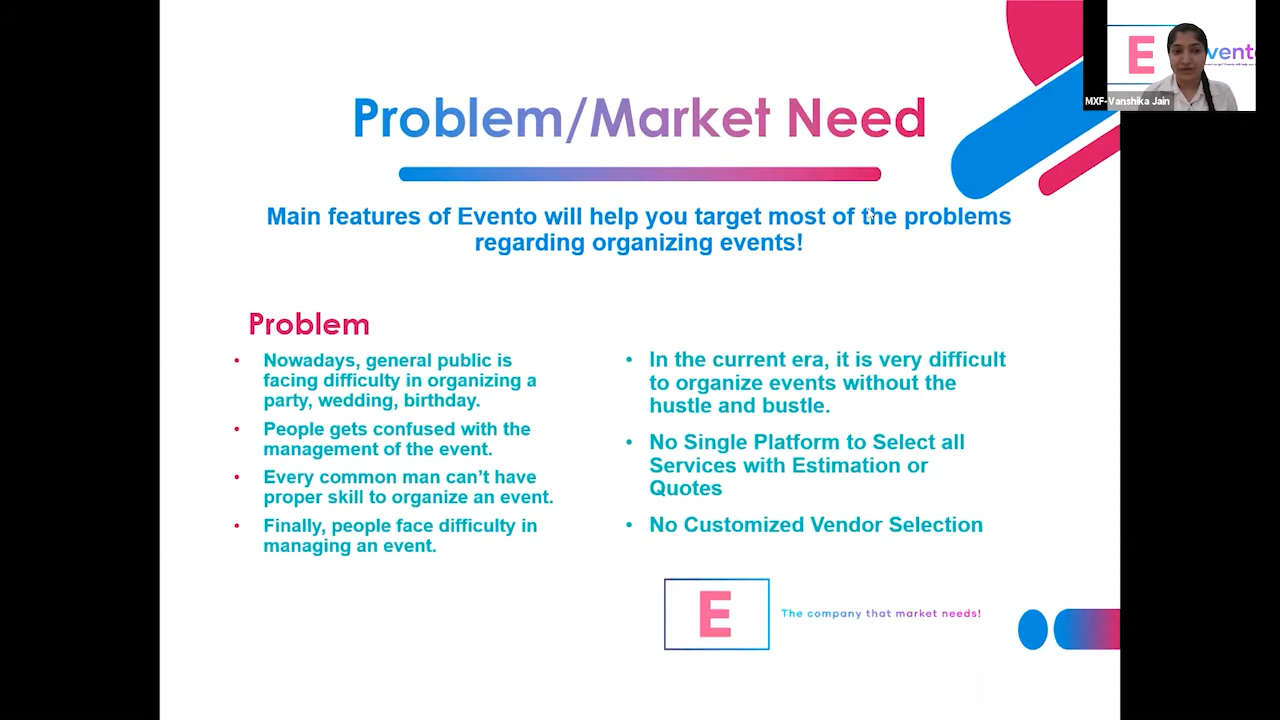 Problem/Market Need
Main features of Evento will help you target most of the problems
regarding organizing events!
Problem
• Nowadays, general public is
facing difficulty in organizing a
party, wedding, birthday.
• People gets confused with the
management of the event.
• Every common man can't have
proper skill to organize an event.
• Finally, people face difficulty in
managing an event.
• In the current era, it is very difficult
to organize events without the
hustle and bustle.
• No Single Platform to Select all
Services with Estimation or
Quotes
• No Customized Vendor Selection
E
The company that market needs!
E
vento
MXF-Vanshika Jain